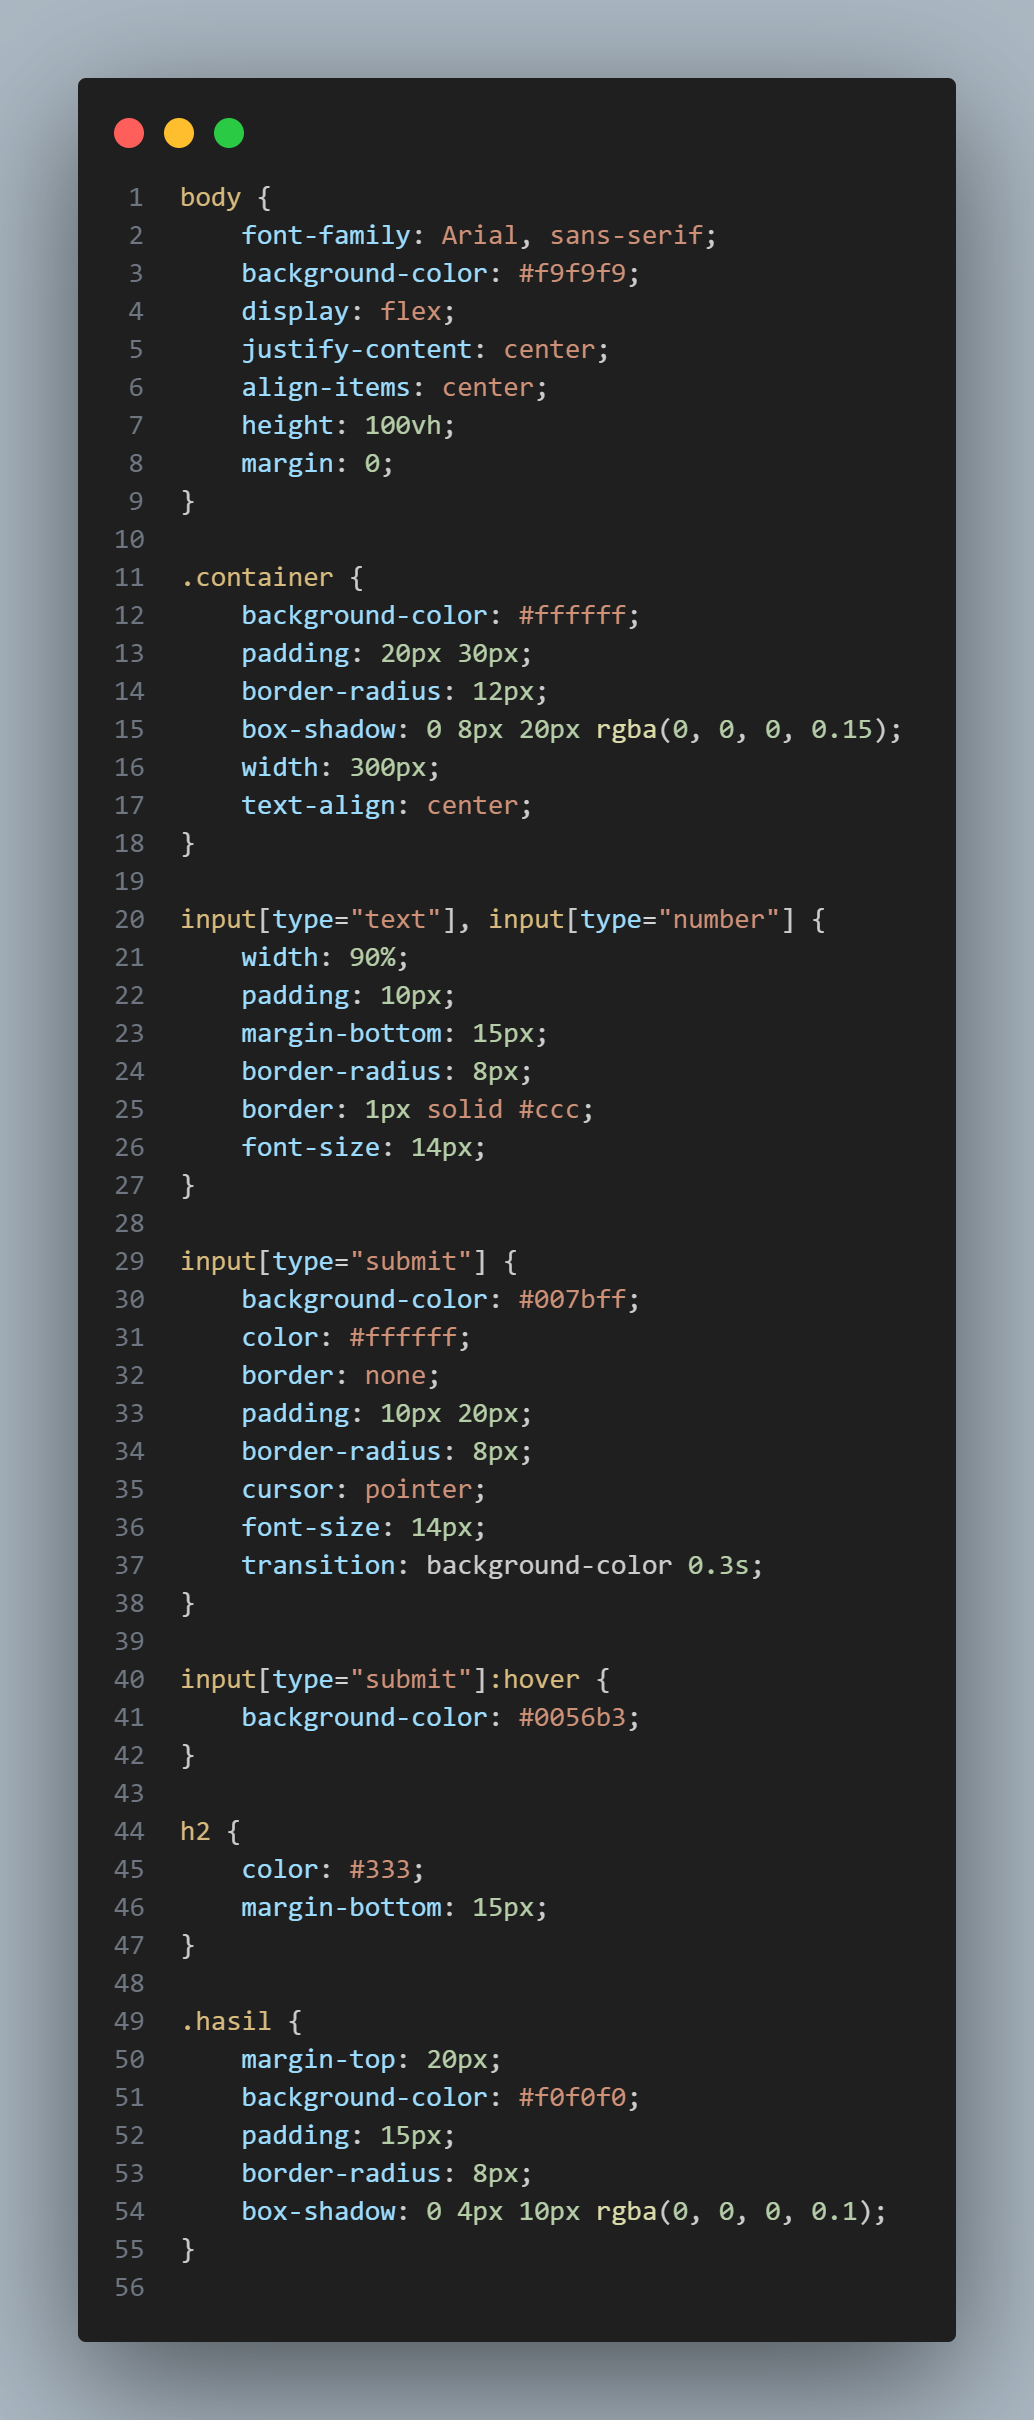 1 body {
2     font-family: Arial, sans-serif;
3     background-color: #f9f9f9;
4     display: flex;
5     justify-content: center;
6     align-items: center;
7     height: 100vh;
8     margin: 0;
9 }
10
11 .container {
12     background-color: #ffffff;
13     padding: 20px 30px;
14     border-radius: 12px;
15     box-shadow: 0 8px 20px rgba(0, 0, 0, 0.15);
16     width: 300px;
17     text-align: center;
18 }
19
20 input[type="text"], input[type="number"] {
21     width: 90%;
22     padding: 10px;
23     margin-bottom: 15px;
24     border-radius: 8px;
25     border: 1px solid #ccc;
26     font-size: 14px;
27 }
28
29 input[type="submit"] {
30     background-color: #007bff;
31     color: #ffffff;
32     border: none;
33     padding: 10px 20px;
34     border-radius: 8px;
35     cursor: pointer;
36     font-size: 14px;
37     transition: background-color 0.3s;
38 }
39
40 input[type="submit"]:hover {
41     background-color: #0056b3;
42 }
43
44 h2 {
45     color: #333;
46     margin-bottom: 15px;
47 }
48
49 .hasil {
50     margin-top: 20px;
51     background-color: #f0f0f0;
52     padding: 15px;
53     border-radius: 8px;
54     box-shadow: 0 4px 10px rgba(0, 0, 0, 0.1);
55 }
56